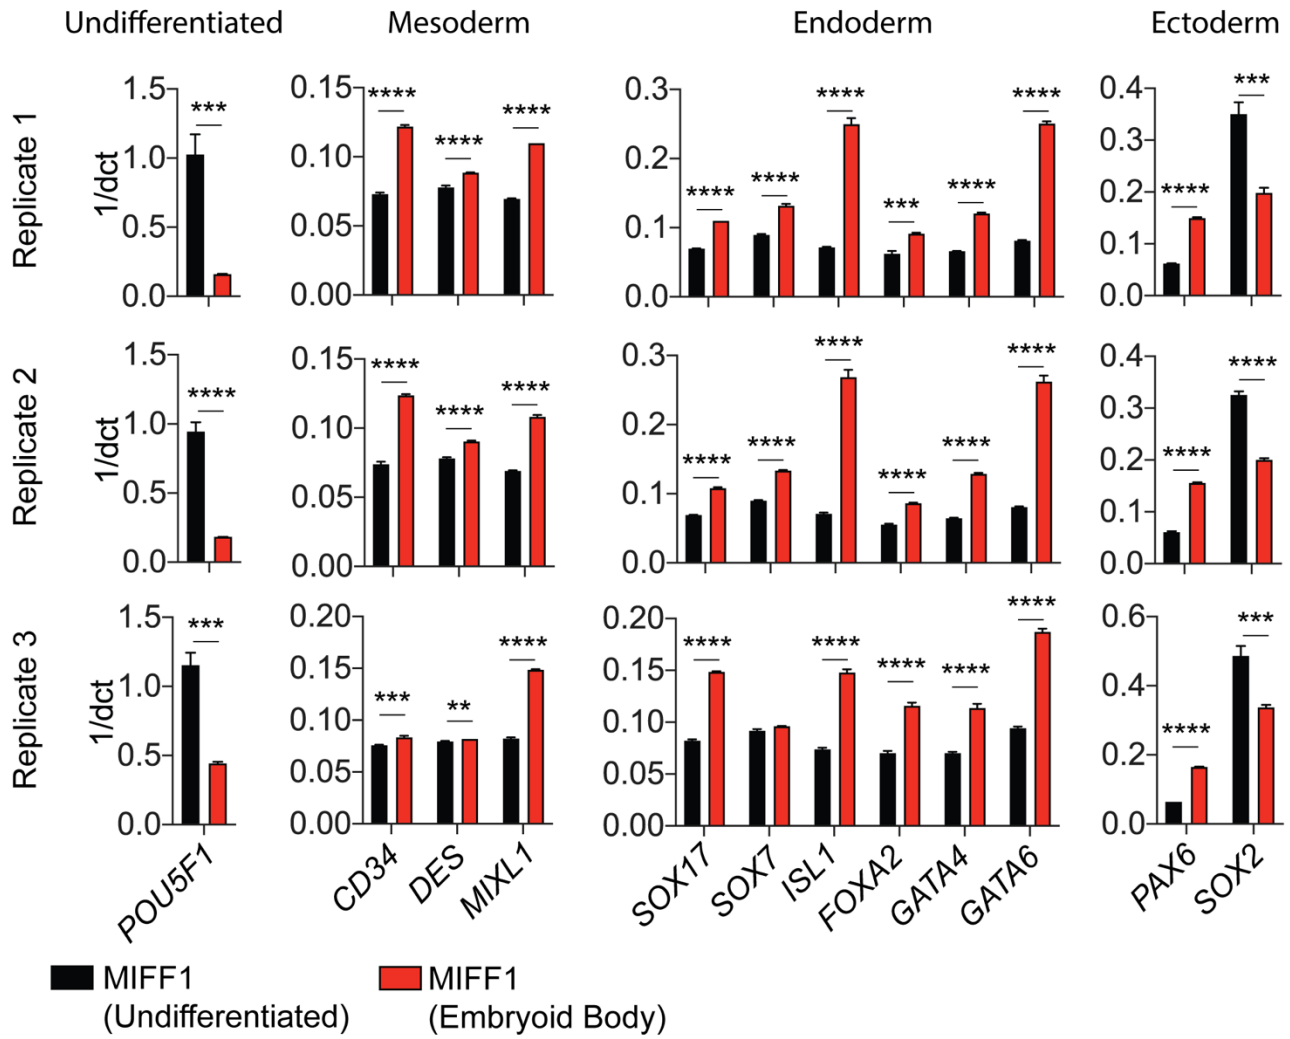 Undifferentiated Mesoderm Endoderm Ectoderm
Replicate 1
1/dct
1.5
1.0
0.5
0.0
***
0.15
0.10
0.05
0.00
**** **** ****
0.3
0.2
0.1
0.0
**** **** **** *** **** ****
0.4
0.3
0.2
0.1
0.0
**** ***
Replicate 2
1/dct
1.5
1.0
0.5
0.0
****
0.15
0.10
0.05
0.00
**** **** ****
0.3
0.2
0.1
0.0
**** **** **** **** **** ****
0.4
0.3
0.2
0.1
0.0
**** ****
Replicate 3
1/dct
1.5
1.0
0.5
0.0
***
0.20
0.15
0.10
0.05
0.00
*** ** ****
0.20
0.15
0.10
0.05
0.00
**** **** **** **** ****
0.6
0.4
0.2
0.0
**** ***
POU5F1
CD34 DES MIXL1
SOX17 SOX7 ISL1 FOXA2 GATA4 GATA6
PAX6 SOX2
MIFF1
(Undifferentiated)
MIFF1
(Embryoid Body)